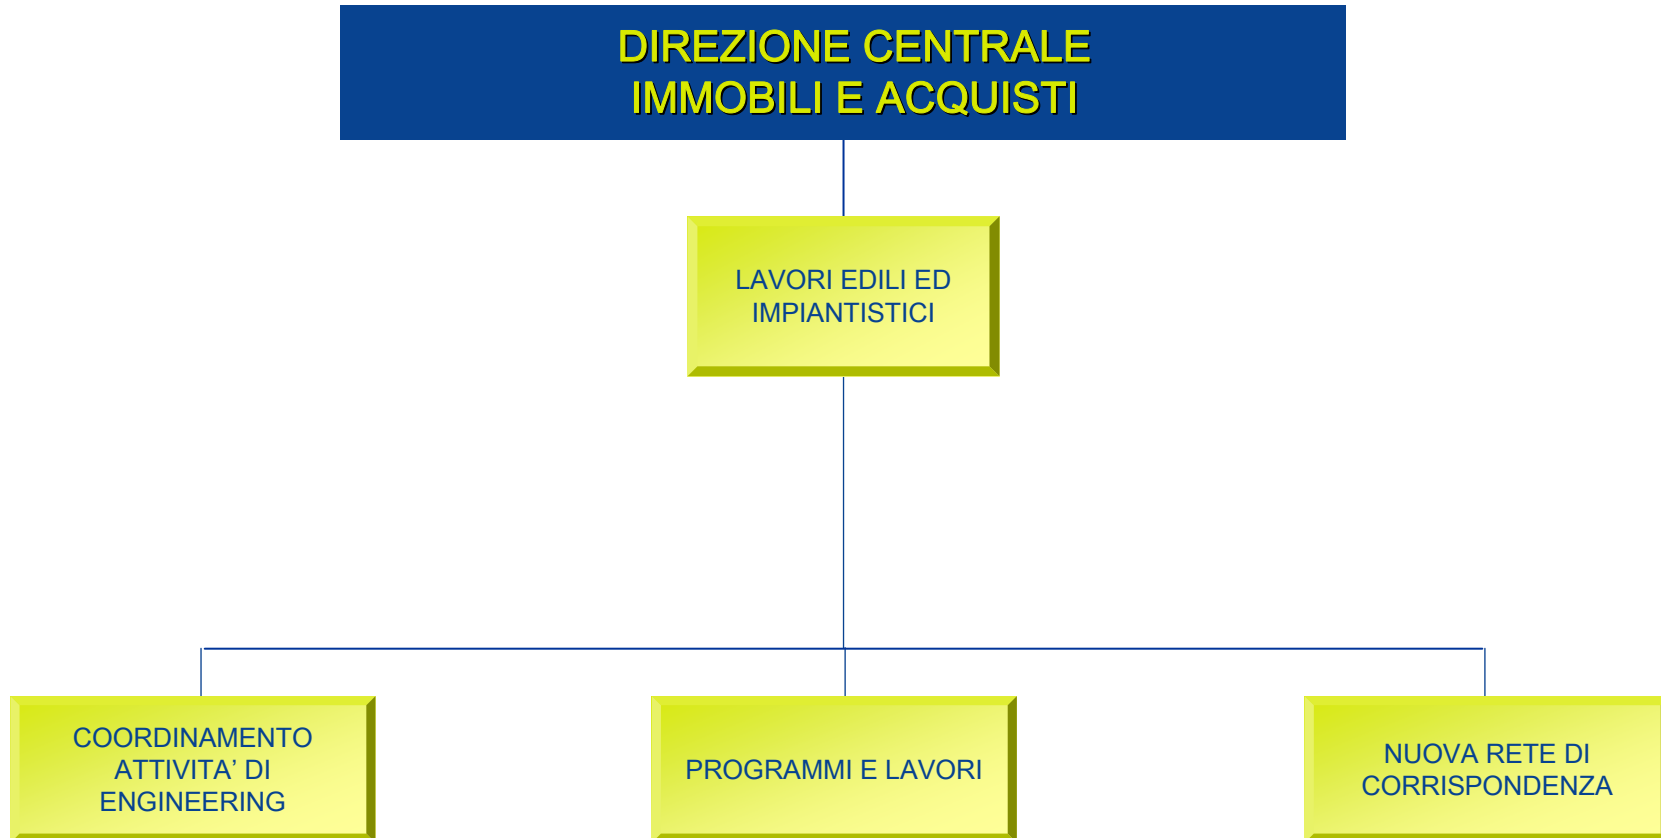 DIREZIONE CENTRALE
IMMOBILI E ACQUISTI
LAVORI EDILI ED
IMPIANTISTICI
COORDINAMENTO
ATTIVITA’ DI
ENGINEERING
PROGRAMMI E LAVORI
NUOVA RETE DI
CORRISPONDENZA